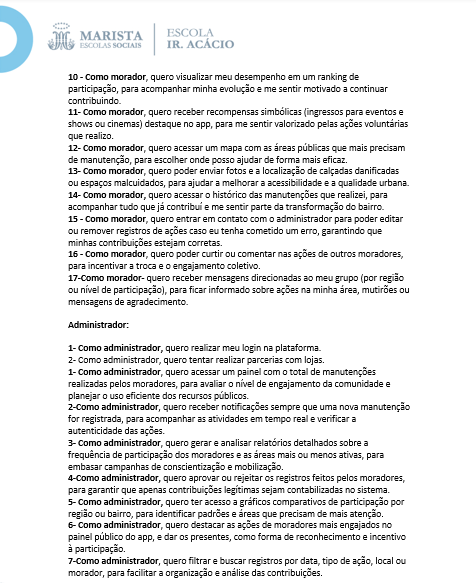 MARISTA
ESCOLAS SOCIAIS
ESCOLA
IR. ACÁCIO
10 - Como morador, quero visualizar meu desempenho em um ranking de
participação, para acompanhar minha evolução e me sentir motivado a continuar
contribuindo.
11- Como morador, quero receber recompensas simbólicas (ingressos para eventos e
shows ou cinemas) destaque no app, para me sentir valorizado pelas ações voluntárias
que realizo.
12- Como morador, quero acessar um mapa com as áreas públicas que mais precisam
de manutenção, para escolher onde posso ajudar de forma mais eficaz.
13- Como morador, quero poder enviar fotos e a localização de calçadas danificadas
ou espaços malcuidados, para ajudar a melhorar a acessibilidade e a qualidade urbana.
14- Como morador, quero acessar o histórico das manutenções que realizei, para
acompanhar tudo que já contribuí e me sentir parte da transformação do bairro.
15 - Como morador, quero entrar em contato com o administrador para poder editar
ou remover registros de ações caso eu tenha cometido um erro, garantindo que
minhas contribuições estejam corretas.
16 - Como morador, quero poder curtir ou comentar nas ações de outros moradores,
para incentivar a troca e o engajamento coletivo.
17-Como morador- quero receber mensagens direcionadas ao meu grupo (por região
ou nível de participação), para ficar informado sobre ações na minha área, mutirões ou
mensagens de agradecimento.
Administrador:
1- Como administrador, quero realizar meu login na plataforma.
2- Como administrador, quero tentar realizar parcerias com lojas.
1- Como administrador, quero acessar um painel com o total de manutenções
realizadas pelos moradores, para avaliar o nível de engajamento da comunidade e
planejar o uso eficiente dos recursos públicos.
2-Como administrador, quero receber notificações sempre que uma nova manutenção
for registrada, para acompanhar as atividades em tempo real e verificar a
autenticidade das ações.
3- Como administrador, quero gerar e analisar relatórios detalhados sobre a
frequência de participação dos moradores e as áreas mais ou menos ativas, para
embasar campanhas de conscientização e mobilização.
4-Como administrador, quero aprovar ou rejeitar os registros feitos pelos moradores,
para garantir que apenas contribuições legítimas sejam contabilizadas no sistema.
5- Como administrador, quero ter acesso a gráficos comparativos de participação por
região ou bairro, para identificar padrões e áreas que precisam de mais atenção.
6- Como administrador, quero destacar as ações de moradores mais engajados no
painel público do app, e dar os presentes, como forma de reconhecimento e incentivo
à participação.
7-Como administrador, quero filtrar e buscar registros por data, tipo de ação, local ou
morador, para facilitar a organização e análise das contribuições.